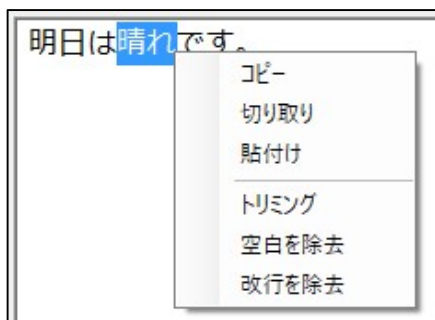 明日は晴れです。
コピー
切り取り
貼付け
トリミング
空白を除去
改行を除去